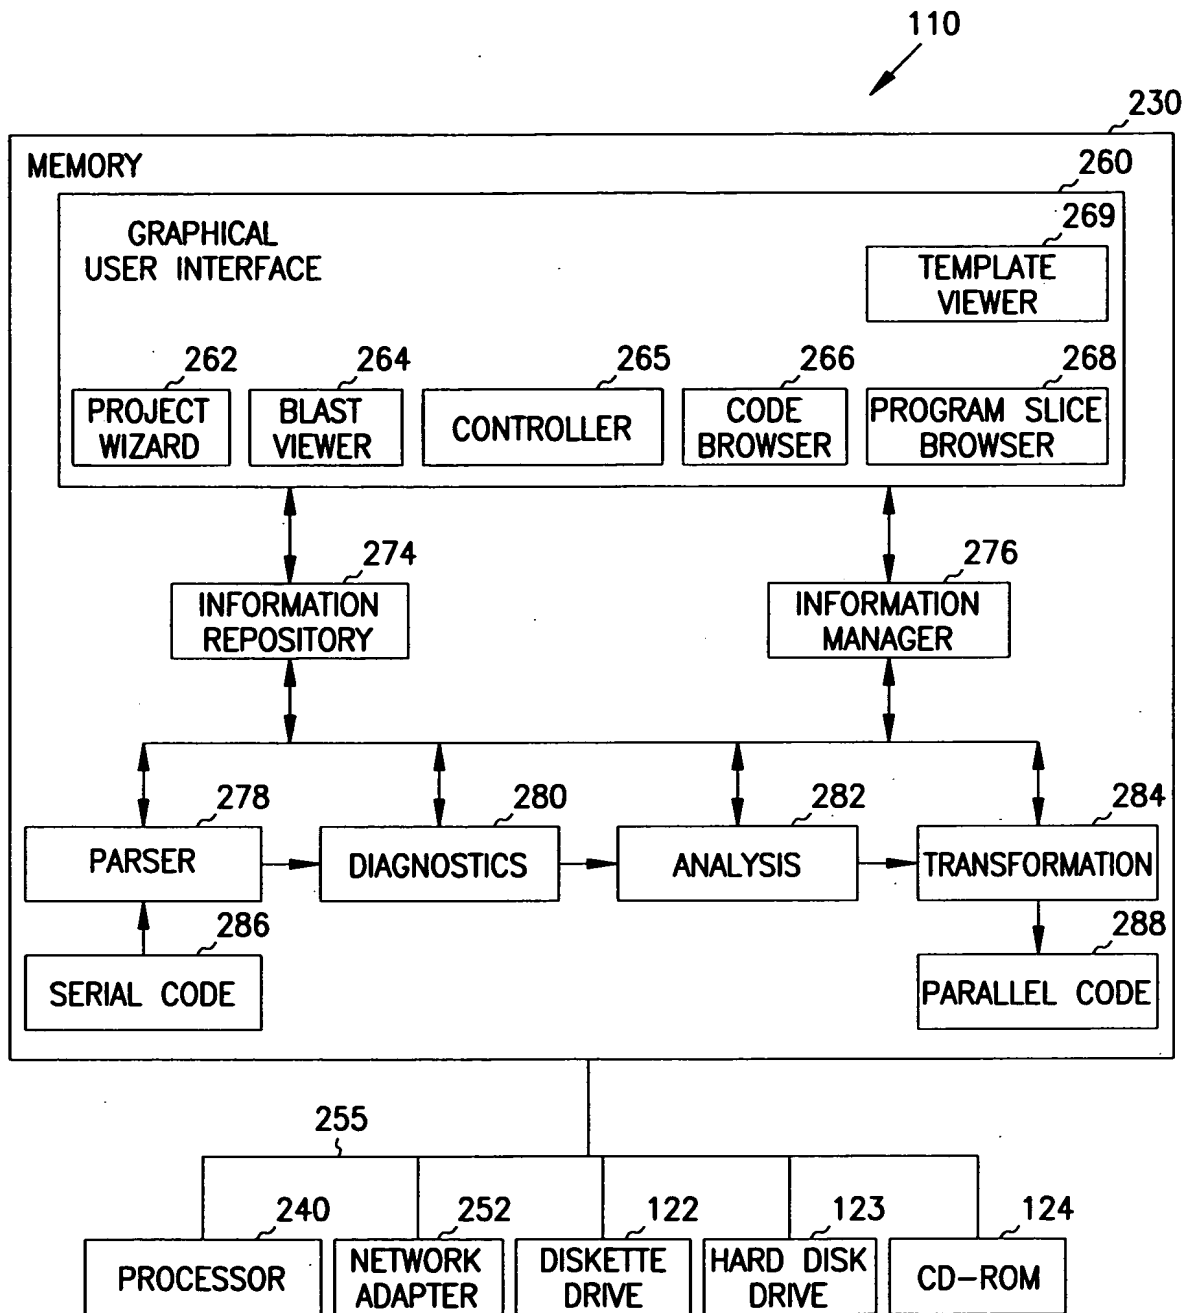 110
230
MEMORY
260
269
GRAPHICAL
USER INTERFACE
TEMPLATE
VIEWER
262
264
265
266
268
PROJECT
WIZARD
BLAST
VIEWER
CONTROLLER
CODE
BROWSER
PROGRAM SLICE
BROWSER
274
276
INFORMATION
REPOSITORY
INFORMATION
MANAGER
278
280
282
284
PARSER
DIAGNOSTICS
ANALYSIS
TRANSFORMATION
286
288
SERIAL CODE
PARALLEL CODE
255
240
252
122
123
124
PROCESSOR
NETWORK
ADAPTER
DISKETTE
DRIVE
HARD DISK
DRIVE
CD-ROM